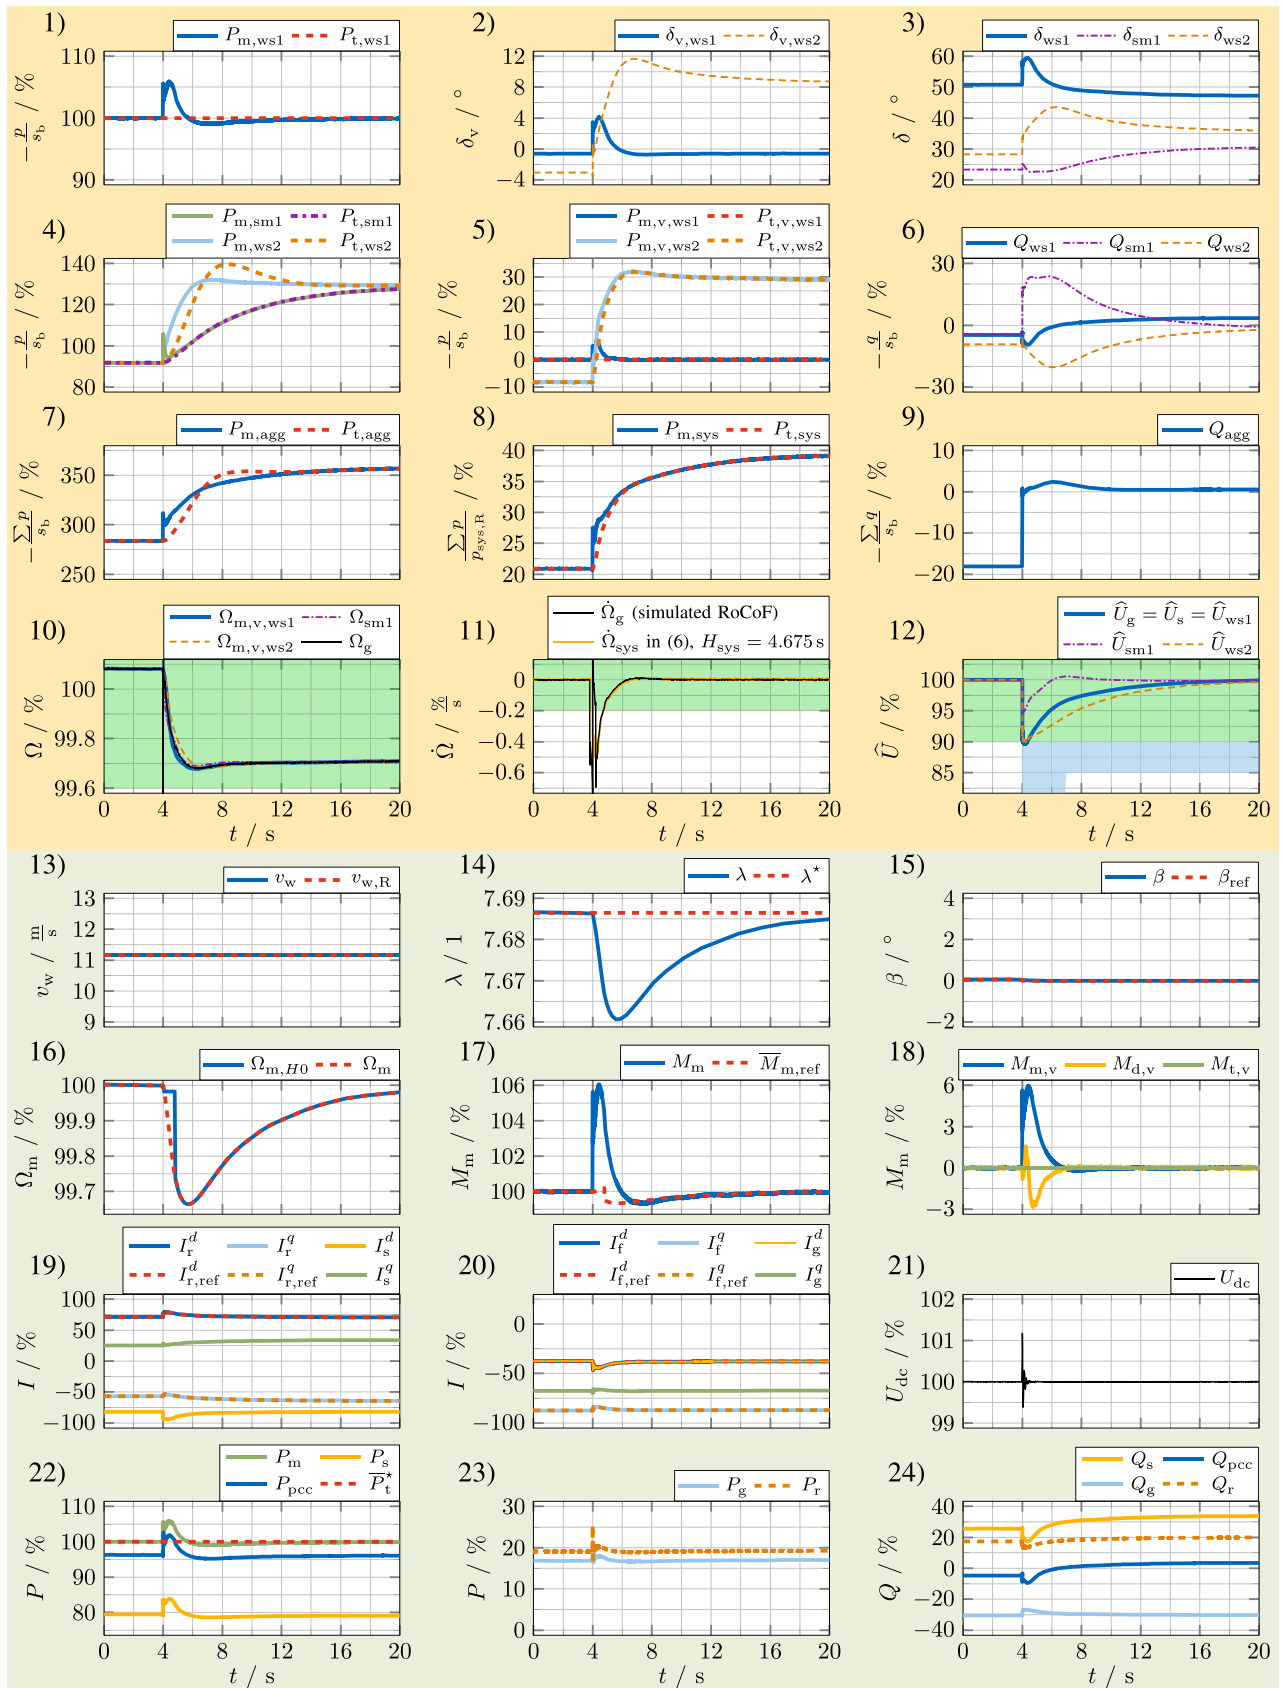 1) P_m,ws1 P_t,ws1
−p/s_b / %
110
100
90
2) δ_v,ws1 δ_v,ws2
δ_v / °
12
8
4
0
−4
3) δ_ws1 δ_sm1 δ_ws2
δ / °
60
50
40
30
20
4) P_m,sm1 P_t,sm1
P_m,ws2 P_t,ws2
−p/s_b / %
140
120
100
80
5) P_m,v,ws1 P_t,v,ws1
P_m,v,ws2 P_t,v,ws2
−p/s_b / %
30
20
10
0
−10
6) Q_ws1 Q_sm1 Q_ws2
−q/s_b / %
30
0
−30
7) P_m,agg P_t,agg
−∑p/s_b / %
350
300
250
8) P_m,sys P_t,sys
∑p/p_sys,R / %
40
35
30
25
20
9) Q_agg
−∑q/s_b / %
10
0
−10
−20
10) Ω_m,v,ws1 Ω_sm1
Ω_m,v,ws2 Ω_g
Ω / %
100
99.8
99.6
0 4 8 12 16 20
t / s
11) Ω̇_g (simulated RoCoF)
Ω̇_sys in (6), H_sys = 4.675 s
Ω̇ / %/s
0
−0.2
−0.4
−0.6
0 4 8 12 16 20
t / s
12) Û_g = Û_s = Û_ws1
Û_sm1 Û_ws2
Û / %
100
95
90
85
0 4 8 12 16 20
t / s
13) v_w v_w,R
v_w / m/s
13
12
11
10
9
14) λ λ⋆
λ / 1
7.69
7.68
7.67
7.66
15) β β_ref
β / °
4
2
0
−2
16) Ω_m,H0 Ω_m
Ω_m / %
100
99.9
99.8
99.7
17) M_m M̅_m,ref
M_m / %
106
104
102
100
18) M_m,v M_d,v M_t,v
M_m / %
6
3
0
−3
19) I_r^d I_r^q I_s^d
I_r,ref^d I_r,ref^q I_s^q
I / %
100
50
0
−50
−100
20) I_f^d I_f^q I_g^d
I_f,ref^d I_f,ref^q I_g^q
I / %
0
−50
−100
21) U_dc
U_dc / %
102
101
100
99
22) P_m P_s
P_pcc P̅_t⋆
P / %
110
100
90
80
0 4 8 12 16 20
t / s
23) P_g P_r
P / %
30
20
10
0
0 4 8 12 16 20
t / s
24) Q_s Q_pcc
Q_g Q_r
Q / %
40
20
0
−20
−40
0 4 8 12 16 20
t / s